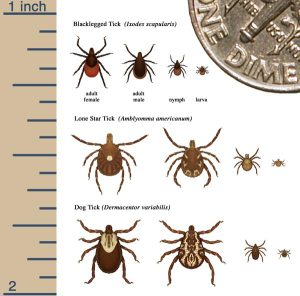 1 inch
Blacklegged Tick (Ixodes scapularis)
adult female
adult male
nymph
larva
Lone Star Tick (Amblyomma americanum)
Dog Tick (Dermacentor variabilis)
2
ONE DIME